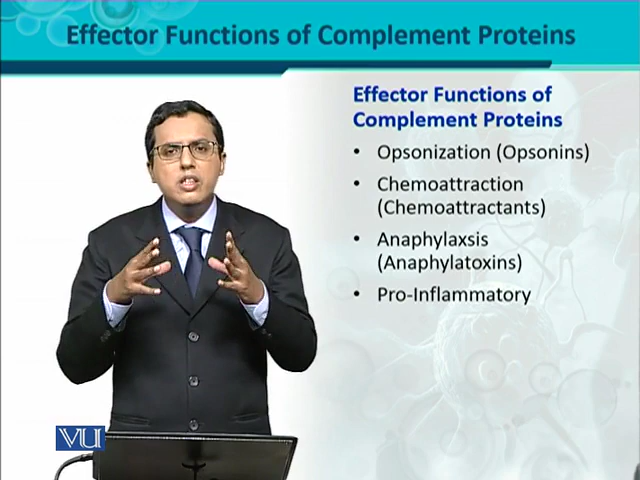 Effector Functions of Complement Proteins
Effector Functions of
Complement Proteins
• Opsonization (Opsonins)
• Chemoattraction
(Chemoattractants)
• Anaphylaxsis
(Anaphylatoxins)
• Pro-Inflammatory
VU